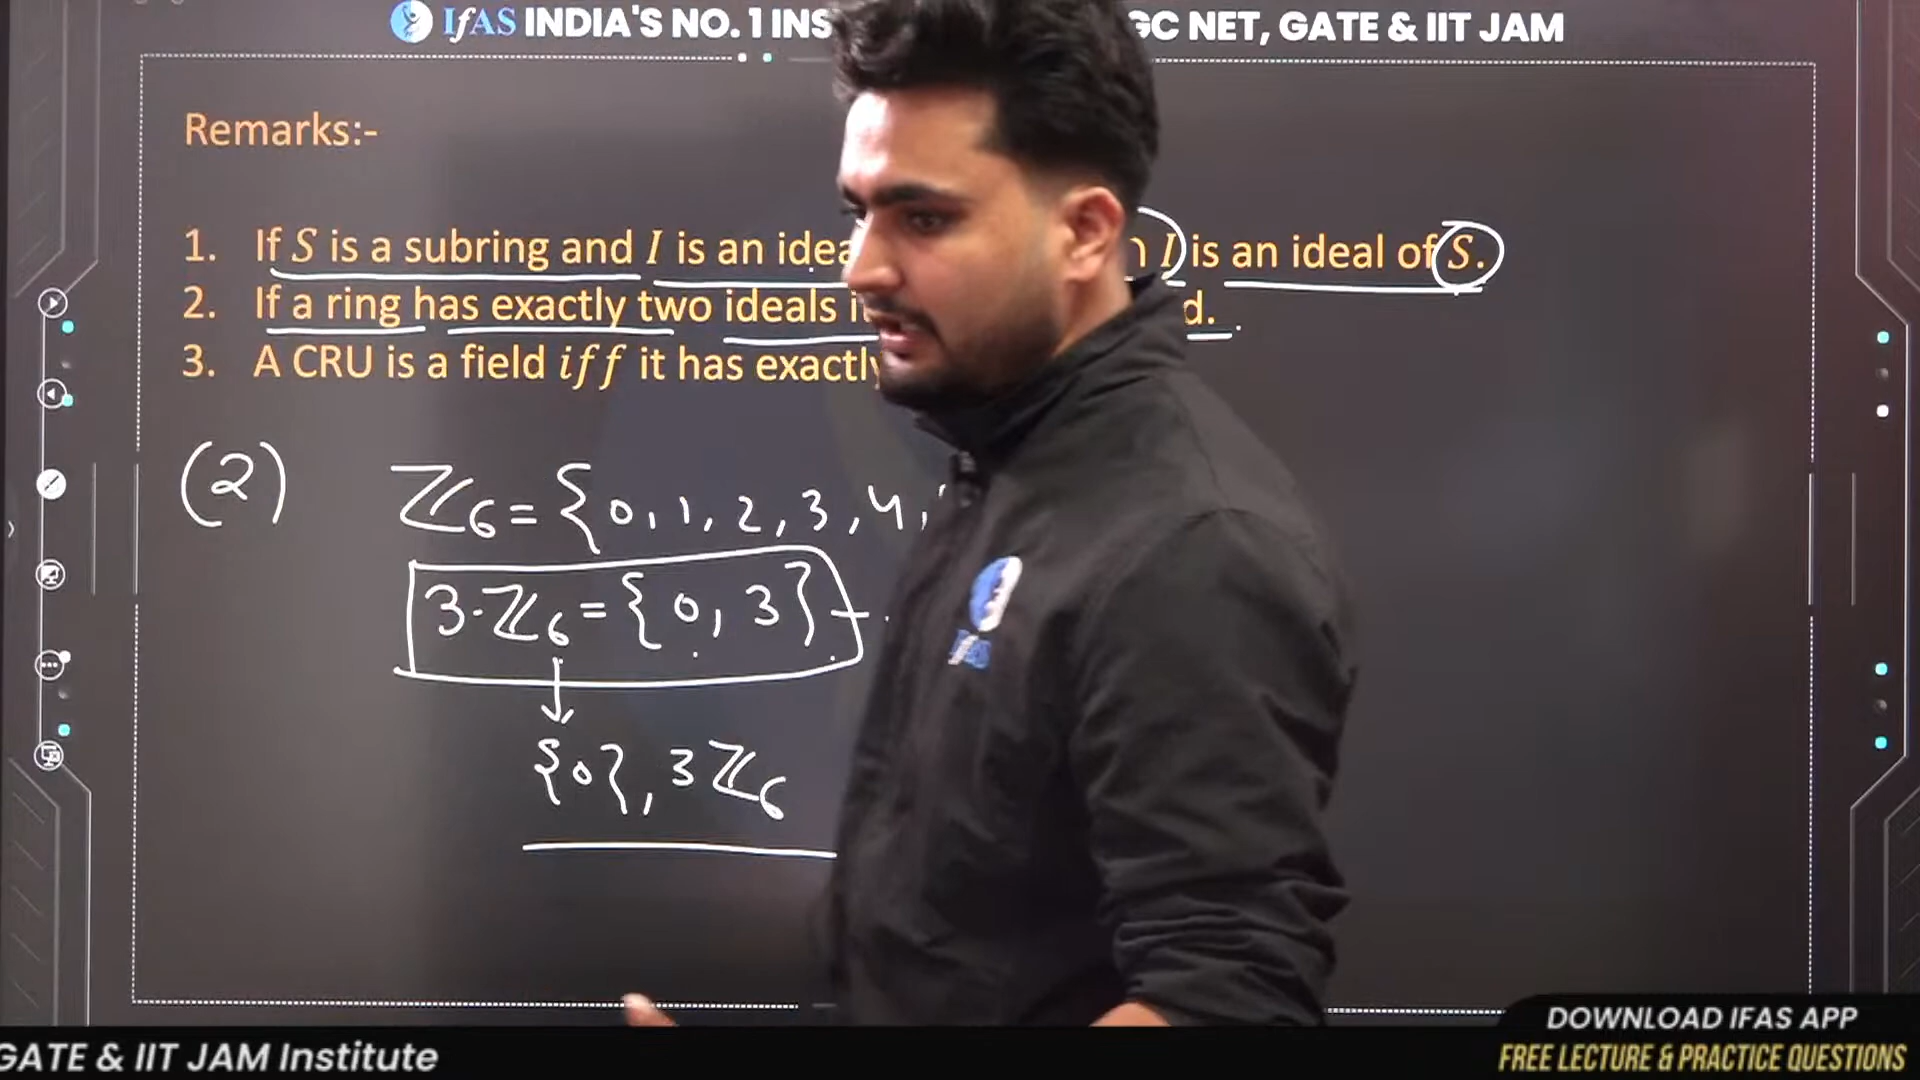 IfAS INDIA'S NO. 1 INS GC NET, GATE & IIT JAM
Remarks:-
1. If S is a subring and I is an idea I is an ideal of S.
2. If a ring has exactly two ideals i d.
3. A CRU is a field iff it has exactly
(2) ℤ6 = {0, 1, 2, 3, 4,
3·ℤ6 = {0, 3}
{0}, 3ℤ6
IfAS
DOWNLOAD IFAS APP
GATE & IIT JAM Institute
FREE LECTURE & PRACTICE QUESTIONS